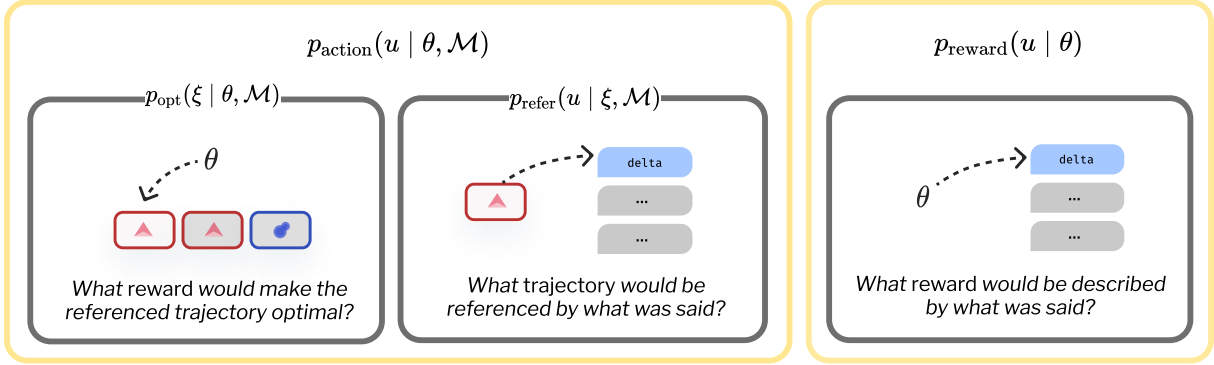 p_action(u | θ, ℳ)
p_opt(ξ | θ, ℳ)
θ
What reward would make the
referenced trajectory optimal?
p_refer(u | ξ, ℳ)
delta
...
...
What trajectory would be
referenced by what was said?
p_reward(u | θ)
θ
delta
...
...
What reward would be described
by what was said?